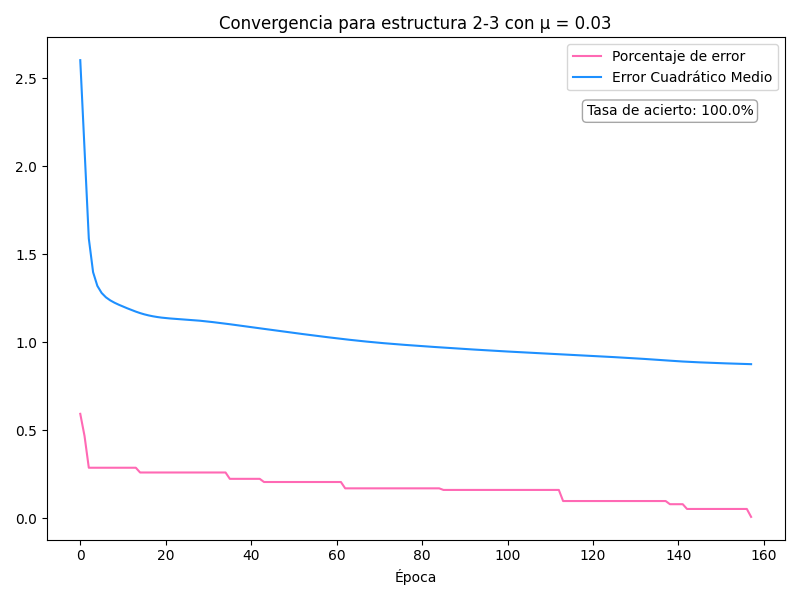 Convergencia para estructura 2-3 con μ = 0.03
Porcentaje de error
Error Cuadrático Medio
Tasa de acierto: 100.0%
2.5
2.0
1.5
1.0
0.5
0.0
0 20 40 60 80 100 120 140 160
Época